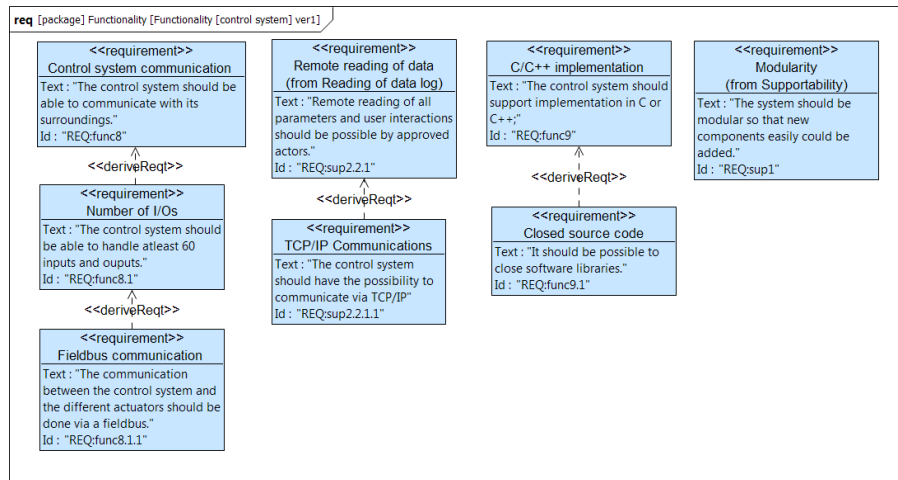 req [package] Functionality [Functionality [control system] ver1]
<<requirement>>
Control system communication
Text : "The control system should be
able to communicate with its
surroundings."
Id : "REQ:func8"
<<deriveReqt>>
<<requirement>>
Number of I/Os
Text : "The control system should
be able to handle atleast 60
inputs and ouputs."
Id : "REQ:func8.1"
<<deriveReqt>>
<<requirement>>
Fieldbus communication
Text : "The communication
between the control system and
the different actuators should be
done via a fieldbus."
Id : "REQ:func8.1.1"
<<requirement>>
Remote reading of data
(from Reading of data log)
Text : "Remote reading of all
parameters and user interactions
should be possible by approved
actors."
Id : "REQ:sup2.2.1"
<<deriveReqt>>
<<requirement>>
TCP/IP Communications
Text : "The control system
should have the possibility to
communicate via TCP/IP"
Id : "REQ:sup2.2.1.1"
<<requirement>>
C/C++ implementation
Text : "The control system should
support implementation in C or
C++;"
Id : "REQ:func9"
<<deriveReqt>>
<<requirement>>
Closed source code
Text : "It should be possible to
close software libraries."
Id : "REQ:func9.1"
<<requirement>>
Modularity
(from Supportability)
Text : "The system should be
modular so that new
components easily could be
added."
Id : "REQ:sup1"